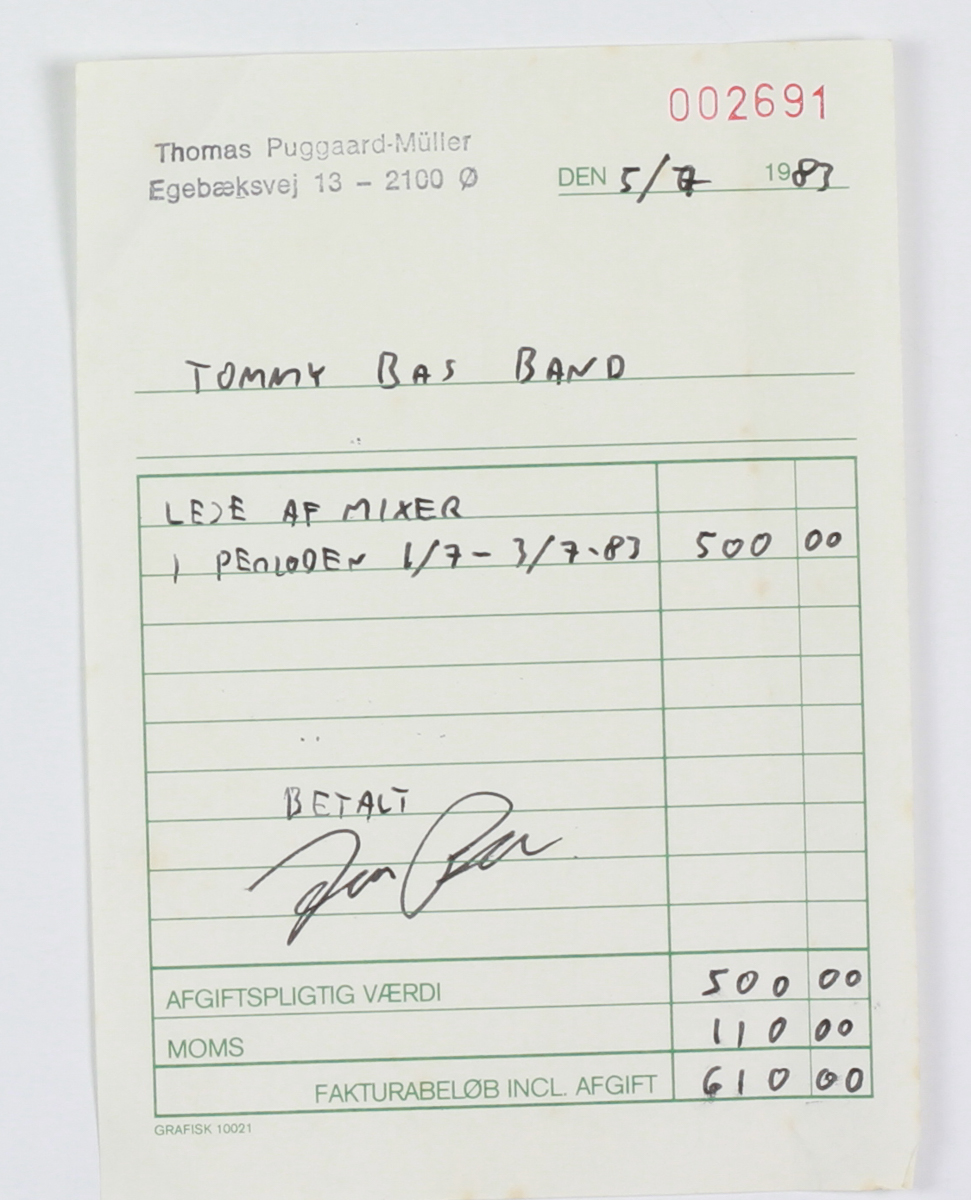 002691
Thomas Puggaard-Müller
Egebæksvej 13 – 2100 Ø
DEN 5/7 1983
TOMMY BAS BAND
LEJE AF MIXER
I PERIODEN 1/7 – 3/7-83 500 00
BETALT
AFGIFTSPLIGTIG VÆRDI 500 00
MOMS 110 00
FAKTURABELØB INCL. AFGIFT 610 00
GRAFISK 10021